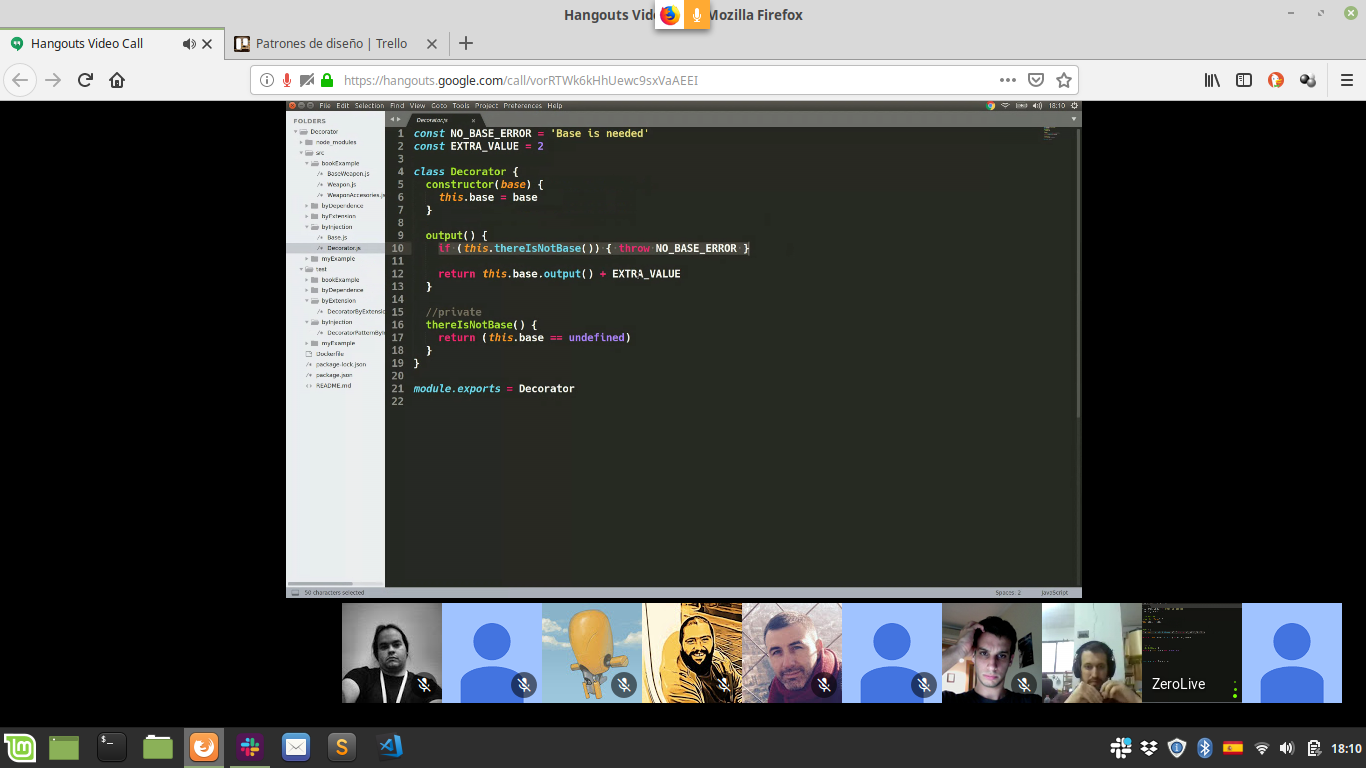 Hangouts Vid
Mozilla Firefox
Hangouts Video Call
Patrones de diseño | Trello
https://hangouts.google.com/call/vorRTWk6kHhUewc9sxVaAEEI
File Edit Selection Find View Goto Tools Project Preferences Help
18:10
FOLDERS
Decorator
node_modules
src
bookExample
BaseWeapon.js
Weapon.js
WeaponAccesories.js
byDependence
byExtension
byInjection
Base.js
Decorator.js
myExample
test
bookExample
byDependence
byExtension
DecoratorByExtensio
byInjection
DecoratorPatternByI
myExample
Dockerfile
package-lock.json
package.json
README.md
Decorator.js
1 const NO_BASE_ERROR = 'Base is needed'
2 const EXTRA_VALUE = 2
3
4 class Decorator {
5 constructor(base) {
6 this.base = base
7 }
8
9 output() {
10 if (this.thereIsNotBase()) { throw NO_BASE_ERROR }
11
12 return this.base.output() + EXTRA_VALUE
13 }
14
15 //private
16 thereIsNotBase() {
17 return (this.base == undefined)
18 }
19 }
20
21 module.exports = Decorator
22
50 characters selected
Spaces: 2
JavaScript
ZeroLive
18:10